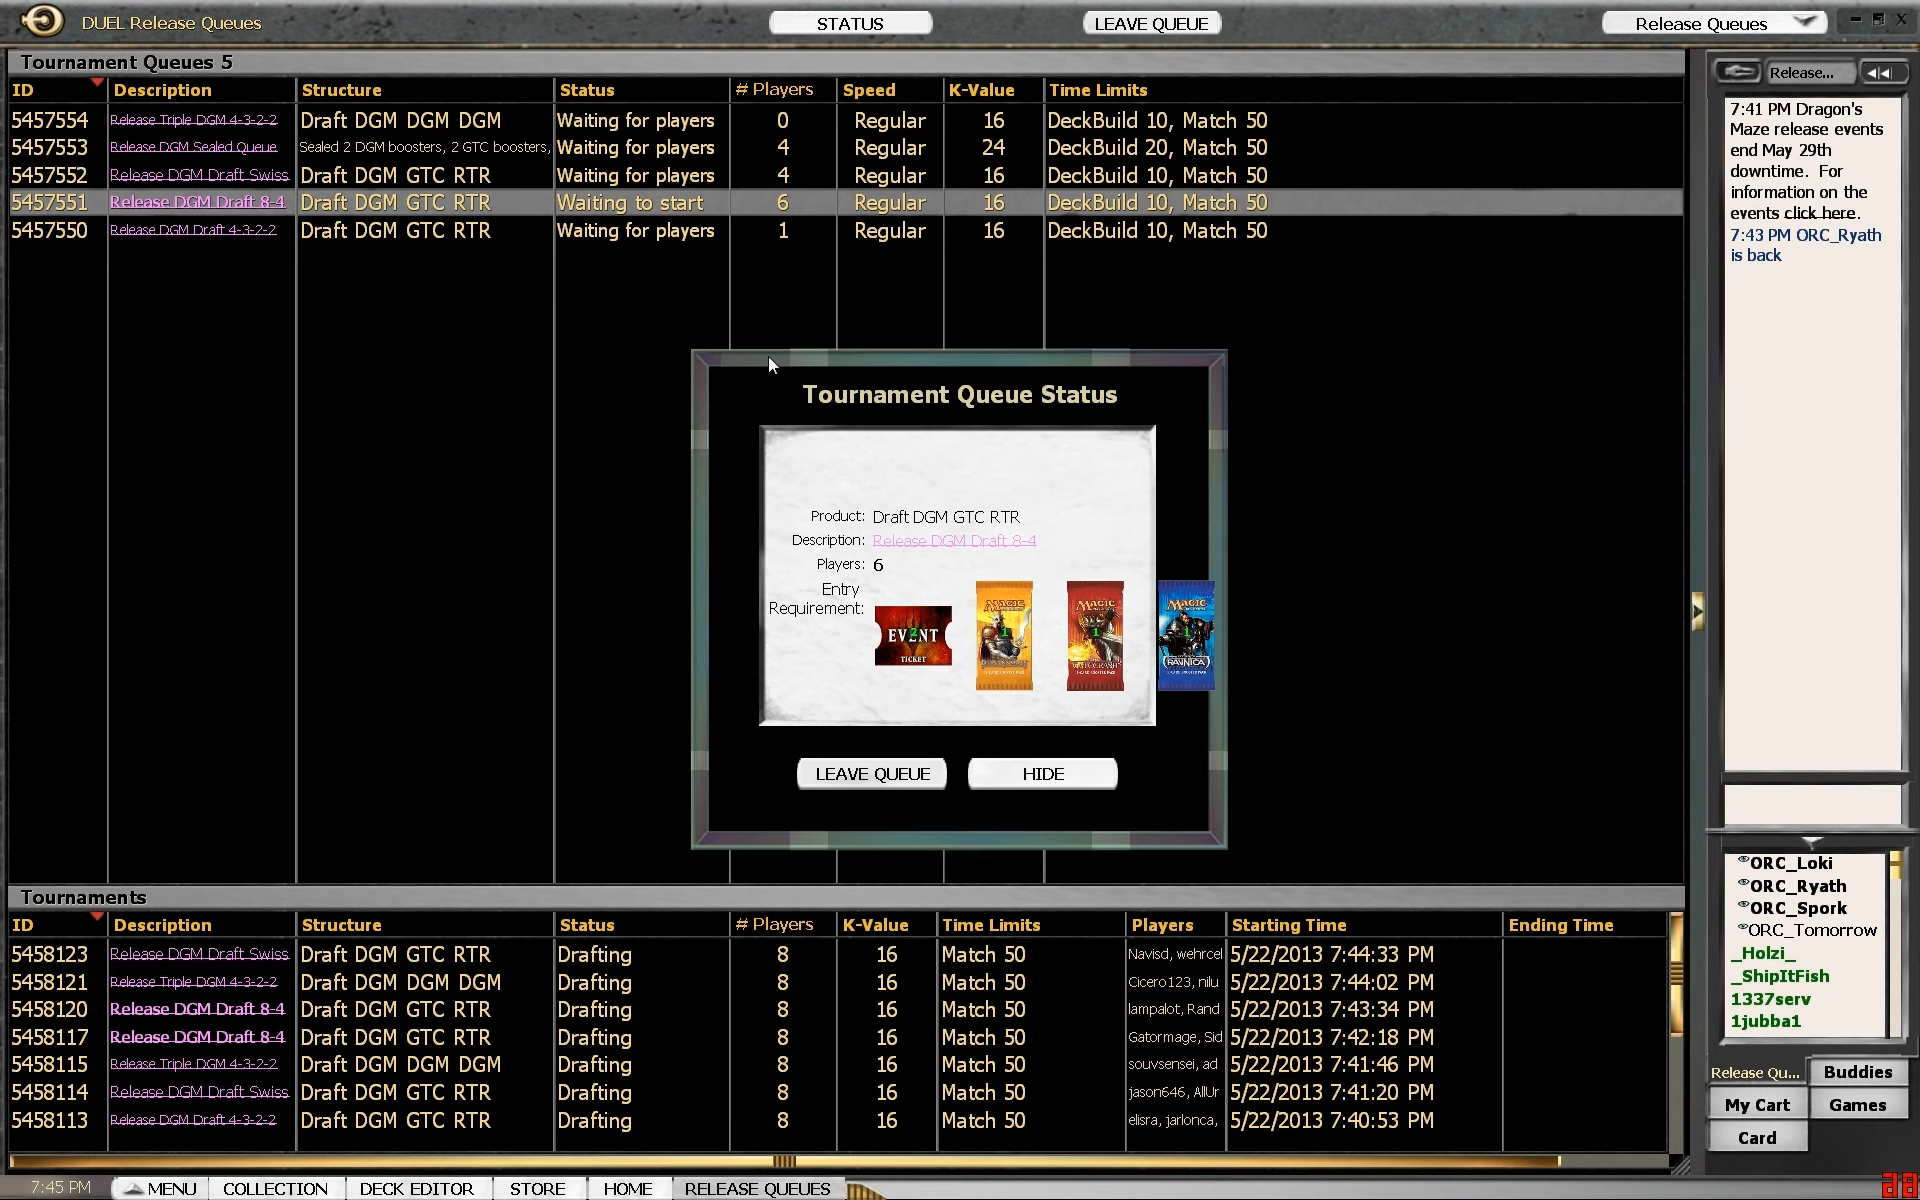 DUEL Release Queues
STATUS
LEAVE QUEUE
Release Queues
Tournament Queues 5
ID Description Structure Status # Players Speed K-Value Time Limits
5457554 Release Triple DGM 4-3-2-2 Draft DGM DGM DGM Waiting for players 0 Regular 16 DeckBuild 10, Match 50
5457553 Release DGM Sealed Queue Sealed 2 DGM boosters, 2 GTC boosters, Waiting for players 4 Regular 24 DeckBuild 20, Match 50
5457552 Release DGM Draft Swiss Draft DGM GTC RTR Waiting for players 4 Regular 16 DeckBuild 10, Match 50
5457551 Release DGM Draft 8-4 Draft DGM GTC RTR Waiting to start 6 Regular 16 DeckBuild 10, Match 50
5457550 Release DGM Draft 4-3-2-2 Draft DGM GTC RTR Waiting for players 1 Regular 16 DeckBuild 10, Match 50
Tournament Queue Status
Product: Draft DGM GTC RTR
Description: Release DGM Draft 8-4
Players: 6
Entry
Requirement:
EVENT
2
TICKET
MAGIC
1
MAGIC
1
GATECRASH
MAGIC
1
RAVNICA
LEAVE QUEUE
HIDE
Tournaments
ID Description Structure Status # Players K-Value Time Limits Players Starting Time Ending Time
5458123 Release DGM Draft Swiss Draft DGM GTC RTR Drafting 8 16 Match 50 Navisd, wehrcel 5/22/2013 7:44:33 PM
5458121 Release Triple DGM 4-3-2-2 Draft DGM DGM DGM Drafting 8 16 Match 50 Cicero123, nilu 5/22/2013 7:44:02 PM
5458120 Release DGM Draft 8-4 Draft DGM GTC RTR Drafting 8 16 Match 50 lampalot, Rand 5/22/2013 7:43:34 PM
5458117 Release DGM Draft 8-4 Draft DGM GTC RTR Drafting 8 16 Match 50 Gatormage, Sid 5/22/2013 7:42:18 PM
5458115 Release Triple DGM 4-3-2-2 Draft DGM DGM DGM Drafting 8 16 Match 50 souvsensei, ad 5/22/2013 7:41:46 PM
5458114 Release DGM Draft Swiss Draft DGM GTC RTR Drafting 8 16 Match 50 jason646, AllUr 5/22/2013 7:41:20 PM
5458113 Release DGM Draft 4-3-2-2 Draft DGM GTC RTR Drafting 8 16 Match 50 elisra, jarlonca, 5/22/2013 7:40:53 PM
Release...
7:41 PM Dragon's
Maze release events
end May 29th
downtime. For
information on the
events click here.
7:43 PM ORC_Ryath
is back
ORC_Loki
ORC_Ryath
ORC_Spork
ORC_Tomorrow
_Holzi_
_ShipItFish
1337serv
1jubba1
Release Qu...
Buddies
My Cart
Games
Card
7:45 PM
MENU
COLLECTION
DECK EDITOR
STORE
HOME
RELEASE QUEUES